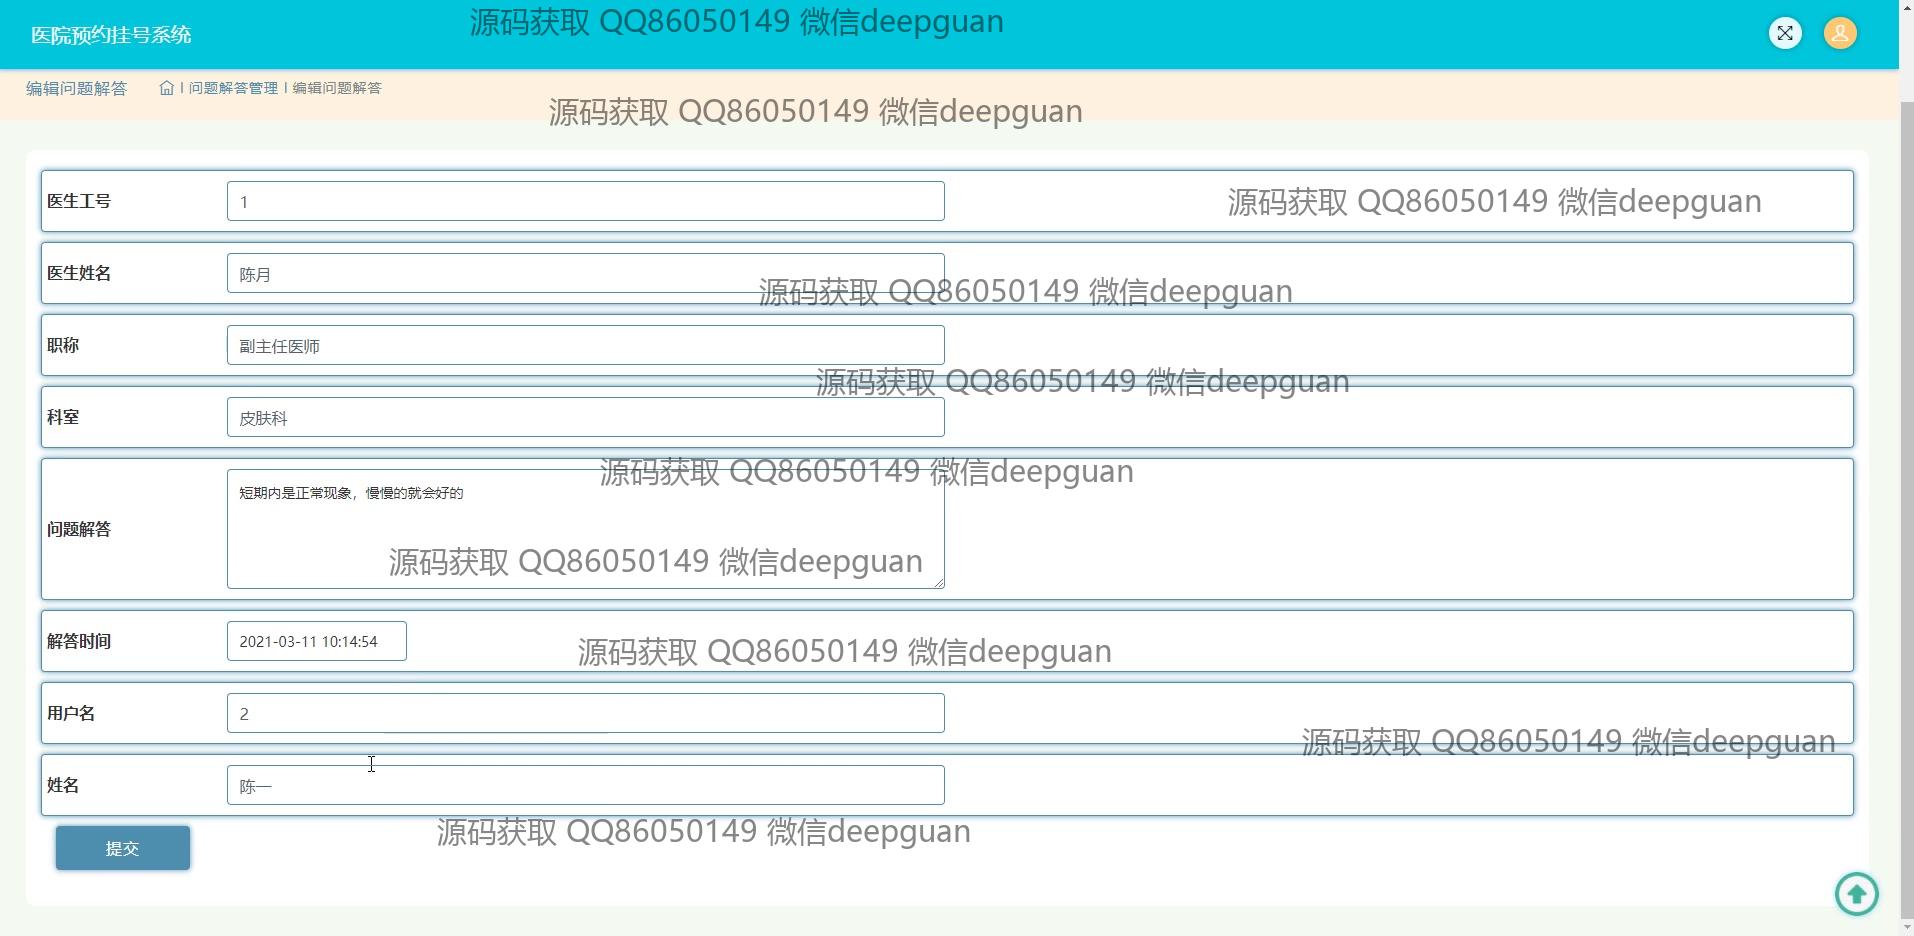 医院预约挂号系统
源码获取 QQ86050149 微信deepguan
编辑问题解答
问题解答管理
编辑问题解答
源码获取 QQ86050149 微信deepguan
医生工号
1
源码获取 QQ86050149 微信deepguan
医生姓名
陈月
源码获取 QQ86050149 微信deepguan
职称
副主任医师
源码获取 QQ86050149 微信deepguan
科室
皮肤科
源码获取 QQ86050149 微信deepguan
问题解答
短期内是正常现象，慢慢的就会好的
源码获取 QQ86050149 微信deepguan
解答时间
2021-03-11 10:14:54
源码获取 QQ86050149 微信deepguan
用户名
2
源码获取 QQ86050149 微信deepguan
姓名
陈一
源码获取 QQ86050149 微信deepguan
提交